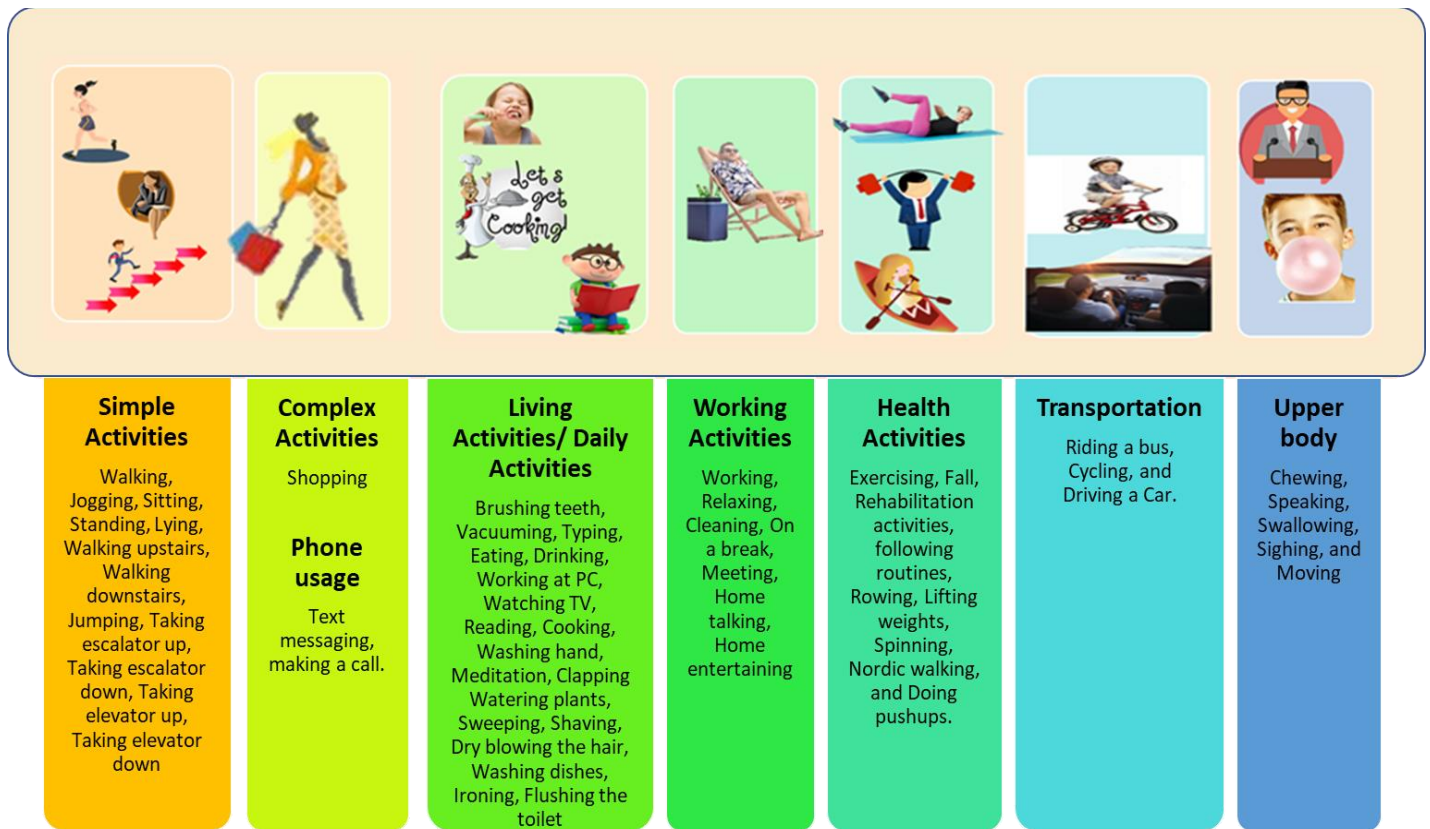 Let's
get
Cooking!
Simple
Activities
Walking,
Jogging, Sitting,
Standing, Lying,
Walking upstairs,
Walking
downstairs,
Jumping, Taking
escalator up,
Taking escalator
down, Taking
elevator up,
Taking elevator
down
Complex
Activities
Shopping
Phone
usage
Text
messaging,
making a call.
Living
Activities/ Daily
Activities
Brushing teeth,
Vacuuming, Typing,
Eating, Drinking,
Working at PC,
Watching TV,
Reading, Cooking,
Washing hand,
Meditation, Clapping
Watering plants,
Sweeping, Shaving,
Dry blowing the hair,
Washing dishes,
Ironing, Flushing the
toilet
Working
Activities
Working,
Relaxing,
Cleaning, On
a break,
Meeting,
Home
talking,
Home
entertaining
Health
Activities
Exercising, Fall,
Rehabilitation
activities,
following
routines,
Rowing, Lifting
weights,
Spinning,
Nordic walking,
and Doing
pushups.
Transportation
Riding a bus,
Cycling, and
Driving a Car.
Upper
body
Chewing,
Speaking,
Swallowing,
Sighing, and
Moving